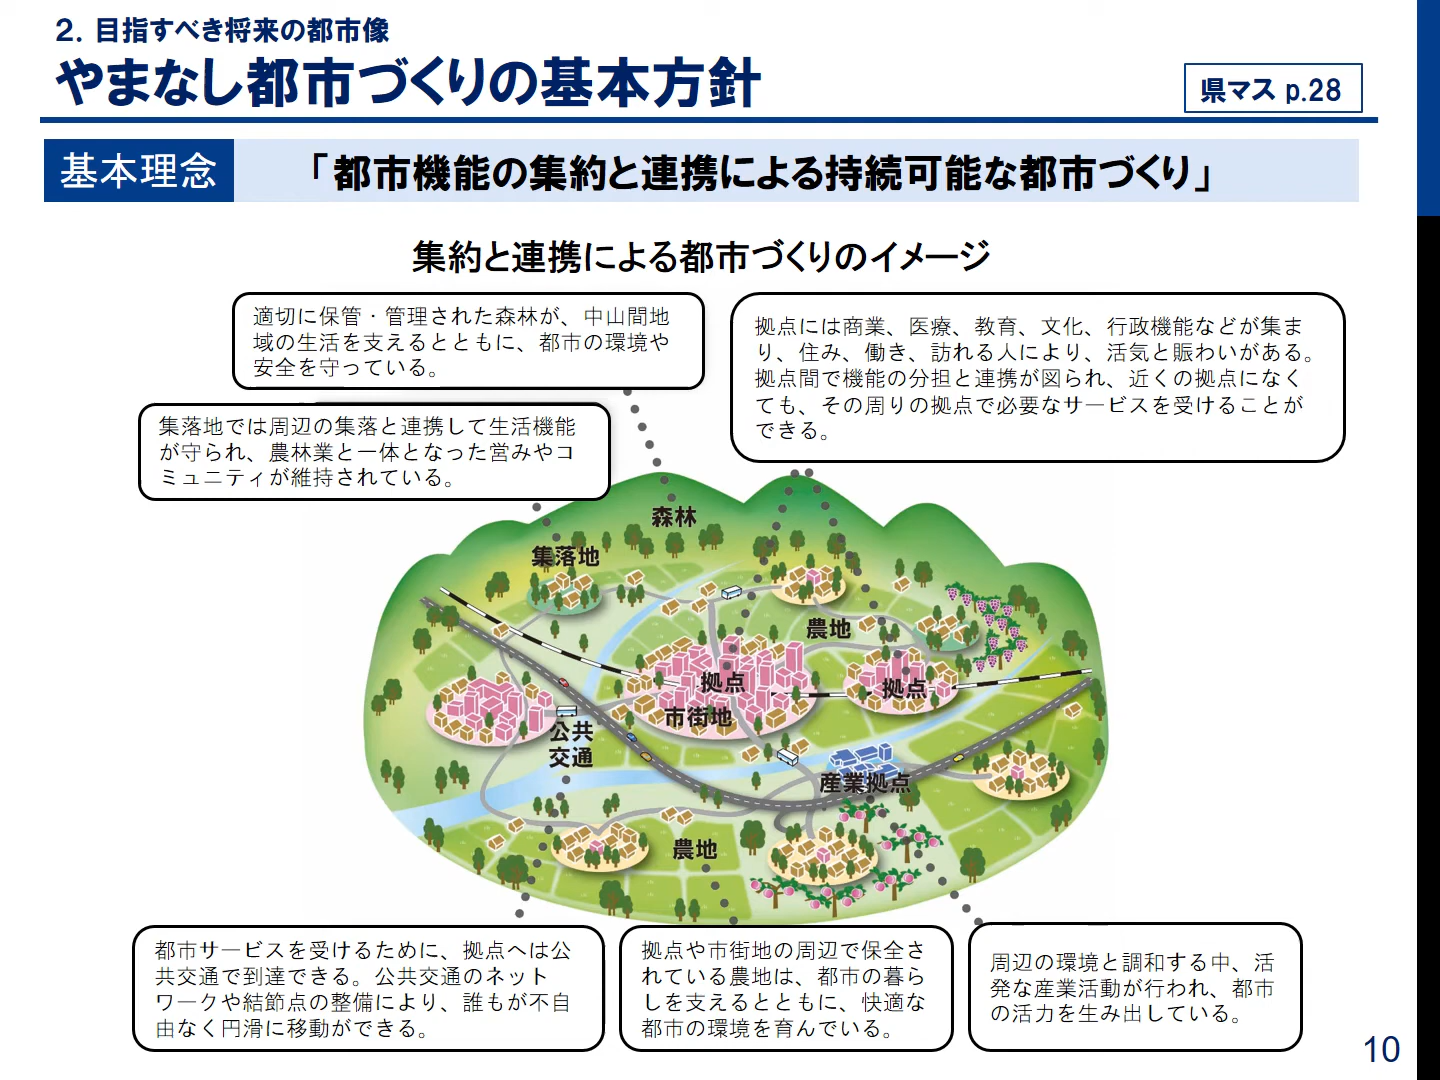 2. 目指すべき将来の都市像
やまなし都市づくりの基本方針
県マス p.28
基本理念
「都市機能の集約と連携による持続可能な都市づくり」
集約と連携による都市づくりのイメージ
適切に保管・管理された森林が、中山間地
域の生活を支えるとともに、都市の環境や
安全を守っている。
拠点には商業、医療、教育、文化、行政機能などが集ま
り、住み、働き、訪れる人により、活気と賑わいがある。
拠点間で機能の分担と連携が図られ、近くの拠点になく
ても、その周りの拠点で必要なサービスを受けることが
できる。
集落地では周辺の集落と連携して生活機能
が守られ、農林業と一体となった営みやコ
ミュニティが維持されている。
森林
集落地
農地
拠点
拠点
市街地
公共
交通
産業拠点
農地
都市サービスを受けるために、拠点へは公
共交通で到達できる。公共交通のネット
ワークや結節点の整備により、誰もが不自
由なく円滑に移動ができる。
拠点や市街地の周辺で保全さ
れている農地は、都市の暮ら
しを支えるとともに、快適な
都市の環境を育んでいる。
周辺の環境と調和する中、活
発な産業活動が行われ、都市
の活力を生み出している。
10